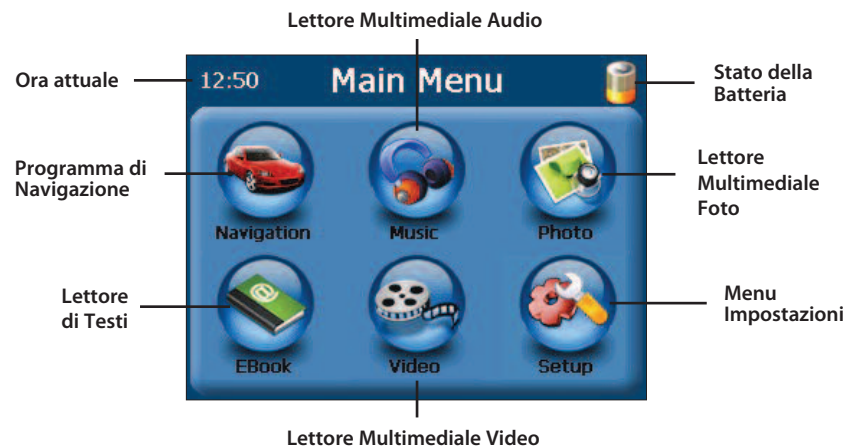 Lettore Multimediale Audio
Ora attuale
12:50
Main Menu
Stato della
Batteria
Programma di
Navigazione
Lettore
Multimediale
Foto
Navigation
Music
Photo
Lettore
di Testi
Menu
Impostazioni
EBook
Video
Setup
Lettore Multimediale Video